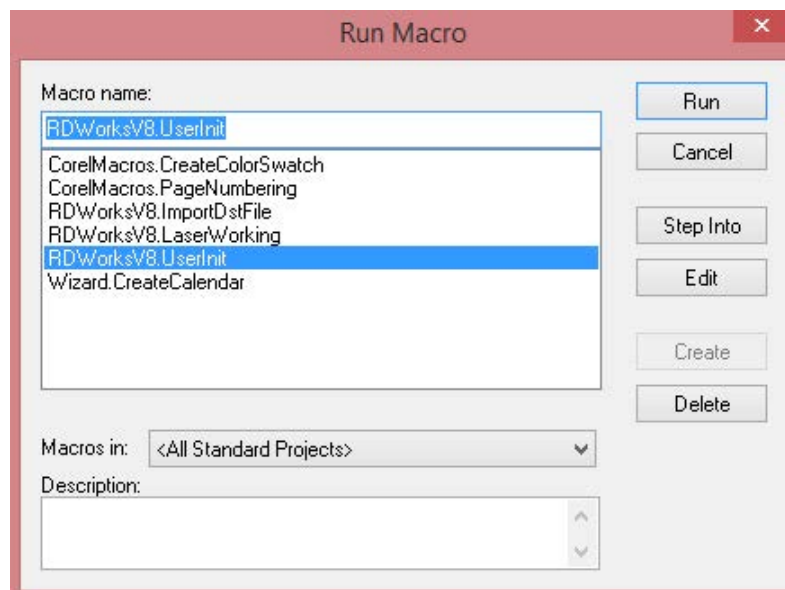 Run Macro
Macro name:
RDWorksV8.UserInit
CorelMacros.CreateColorSwatch
CorelMacros.PageNumbering
RDWorksV8.ImportDstFile
RDWorksV8.LaserWorking
RDWorksV8.UserInit
Wizard.CreateCalendar
Run
Cancel
Step Into
Edit
Create
Delete
Macros in: <All Standard Projects>
Description: